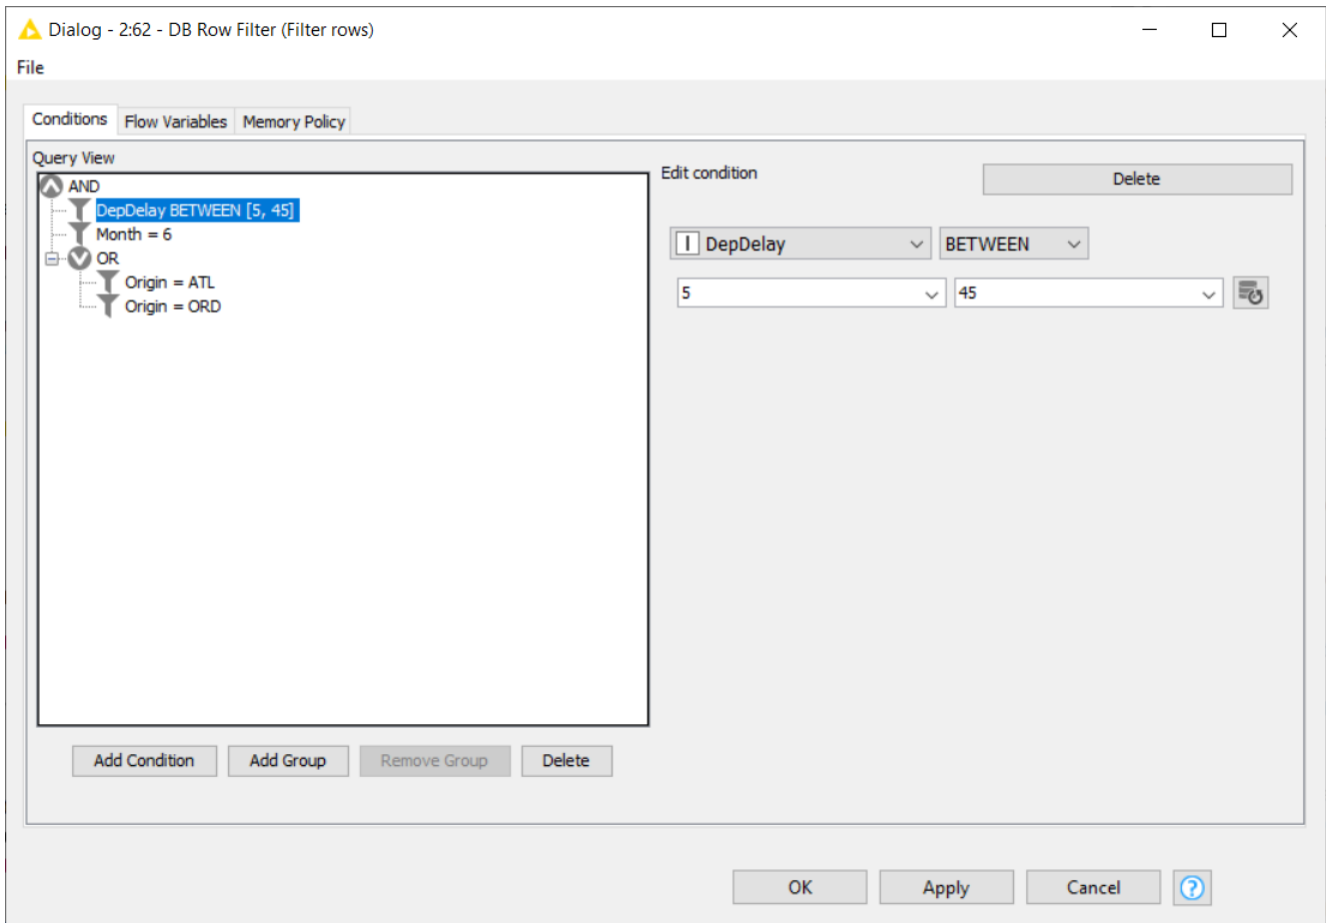 Dialog - 2:62 - DB Row Filter (Filter rows)
File
Conditions Flow Variables Memory Policy
Query View
AND
DepDelay BETWEEN [5, 45]
Month = 6
OR
Origin = ATL
Origin = ORD
Add Condition Add Group Remove Group Delete
Edit condition Delete
I DepDelay BETWEEN
5 45
OK Apply Cancel ?